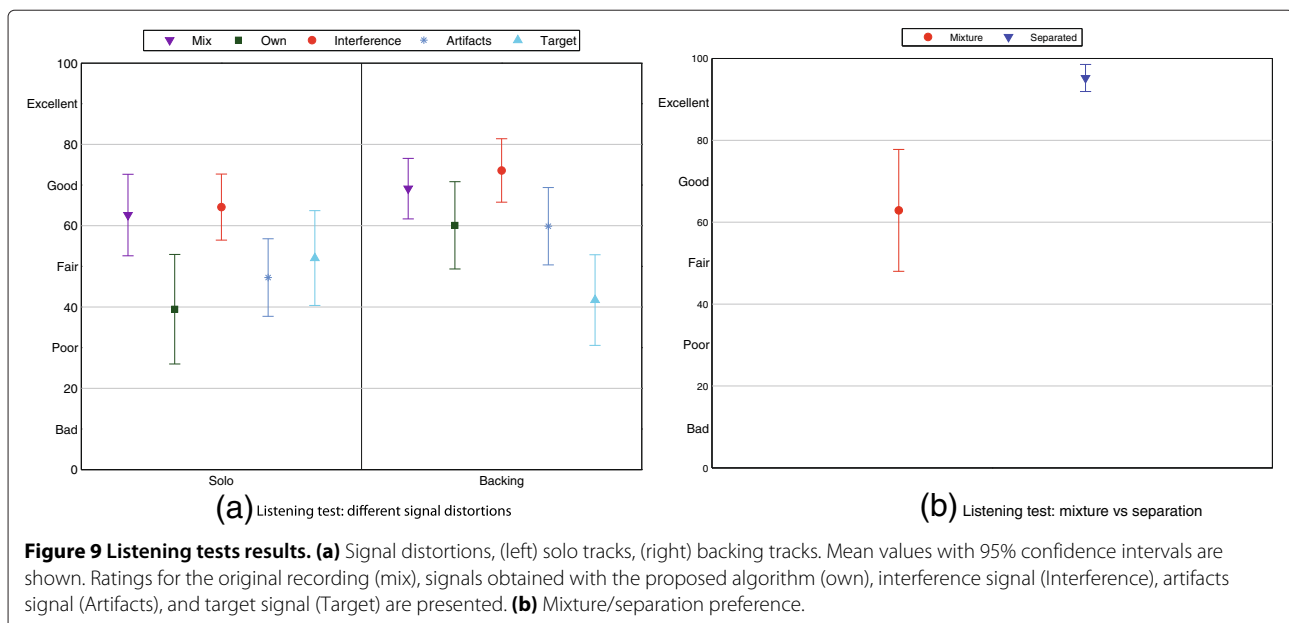 Mix Own Interference Artifacts Target
100
Excellent
80
Good
60
Fair
40
Poor
20
Bad
0
Solo Backing
(a) Listening test: different signal distortions
Mixture Separated
100
Excellent
80
Good
60
Fair
40
Poor
20
Bad
0
(b) Listening test: mixture vs separation
Figure 9 Listening tests results. (a) Signal distortions, (left) solo tracks, (right) backing tracks. Mean values with 95% confidence intervals are
shown. Ratings for the original recording (mix), signals obtained with the proposed algorithm (own), interference signal (Interference), artifacts
signal (Artifacts), and target signal (Target) are presented. (b) Mixture/separation preference.